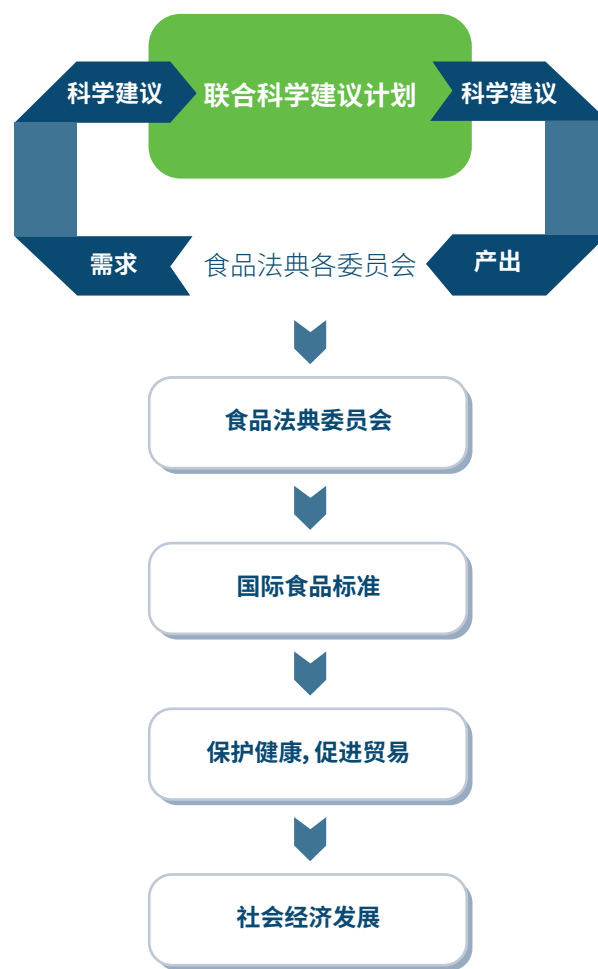 科学建议
联合科学建议计划
科学建议
需求
食品法典各委员会
产出
食品法典委员会
国际食品标准
保护健康，促进贸易
社会经济发展